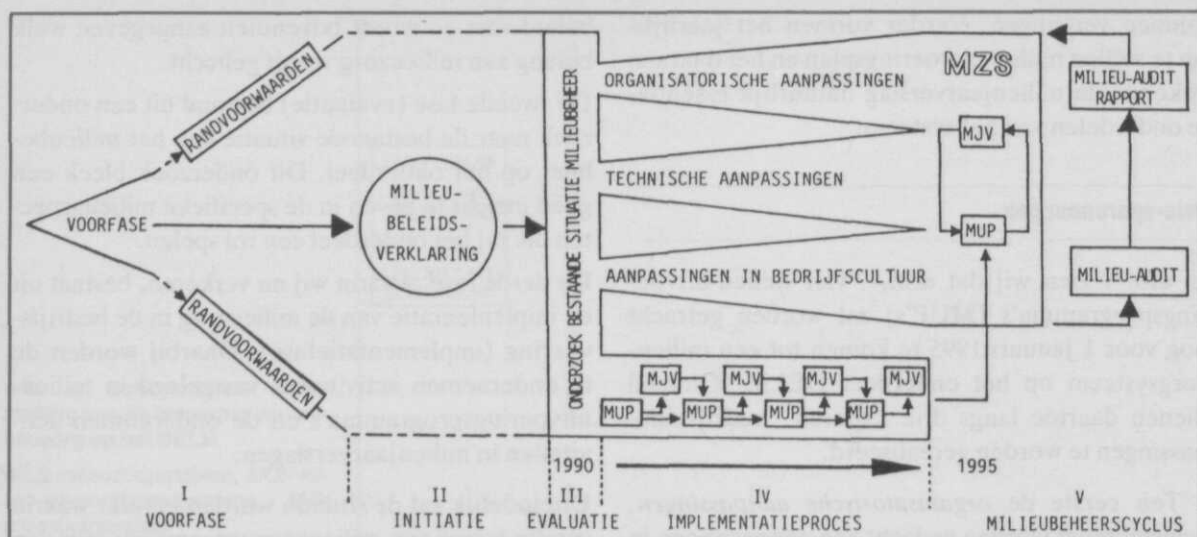 RANDVOORWAARDEN
VOORFASE
RANDVOORWAARDEN
MILIEU-
BELEIDS-
VERKLARING
ONDERZOEK BESTAANDE SITUATIE MILIEUBEHEER
ORGANISATORISCHE AANPASSINGEN
TECHNISCHE AANPASSINGEN
AANPASSINGEN IN BEDRIJFSCULTUUR
MJV
MJV
MJV
MJV
MUP
MUP
MUP
MUP
MZS
MJV
MUP
MILIEU-AUDIT
RAPPORT
MILIEU-AUDIT
1990
1995
I
VOORFASE
II
INITIATIE
III
EVALUATIE
IV
IMPLEMENTATIEPROCES
V
MILIEUBEHEERSCYCLUS